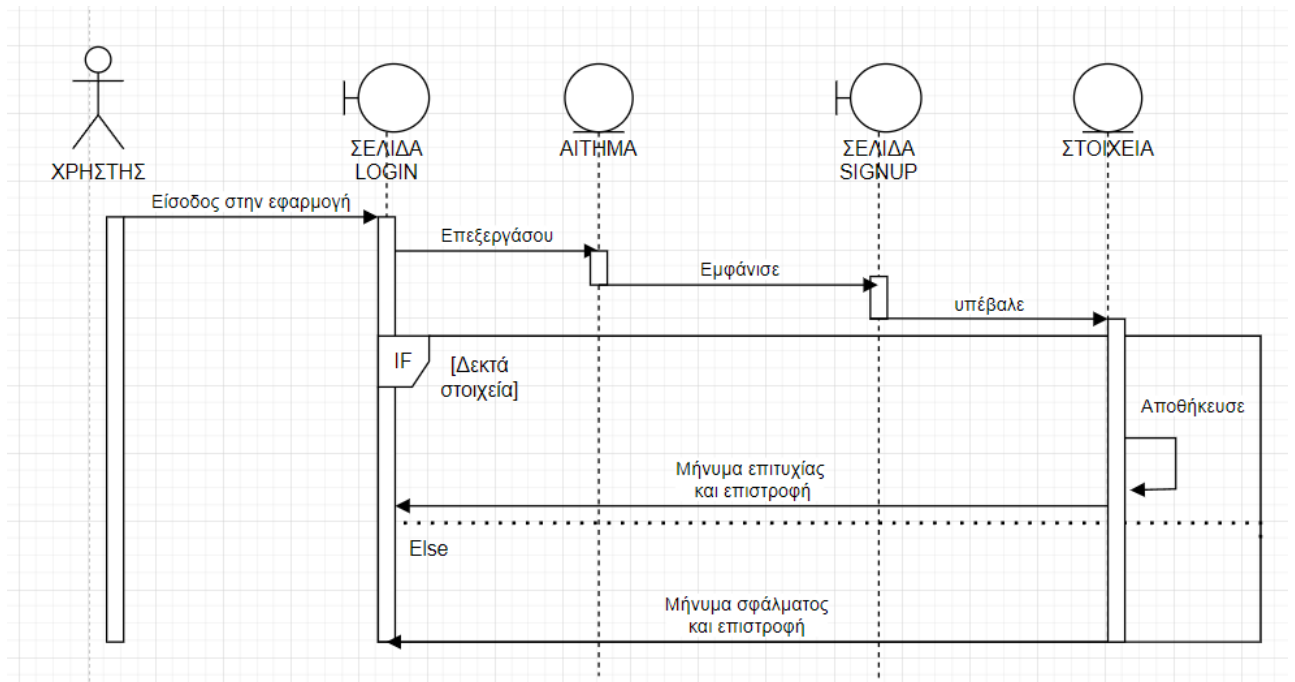 ΧΡΗΣΤΗΣ
ΣΕΛΙΔΑ
LOGIN
ΑΙΤΗΜΑ
ΣΕΛΙΔΑ
SIGNUP
ΣΤΟΙΧΕΙΑ
Είσοδος στην εφαρμογή
Επεξεργάσου
Εμφάνισε
υπέβαλε
IF
[Δεκτά
στοιχεία]
Αποθήκευσε
Μήνυμα επιτυχίας
και επιστροφή
Else
Μήνυμα σφάλματος
και επιστροφή